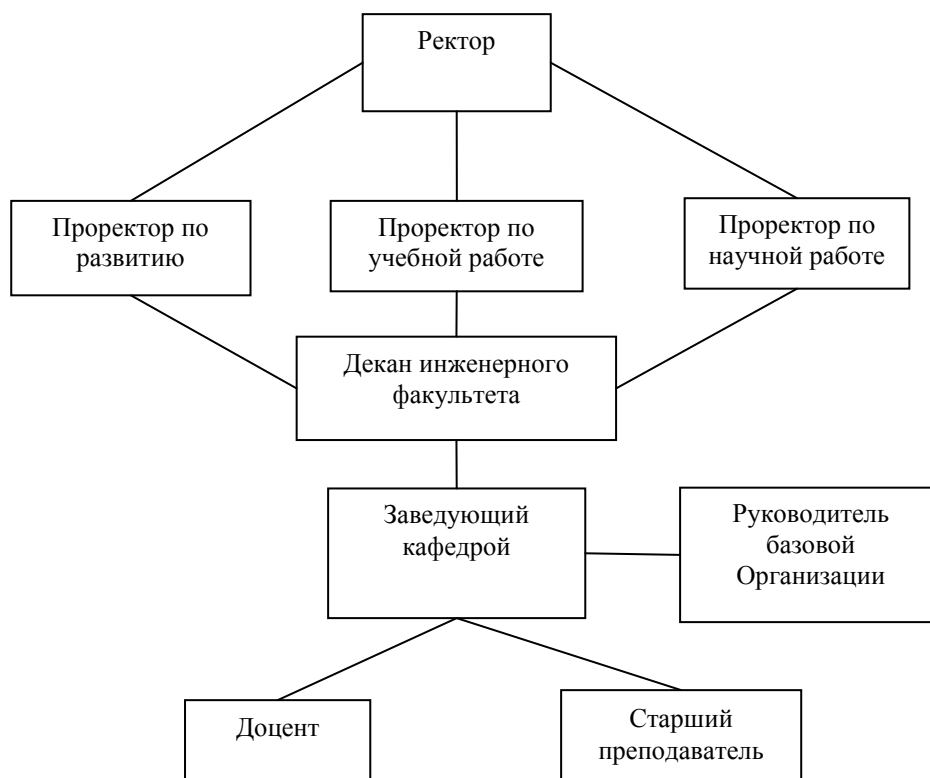 Ректор
Проректор по
развитию
Проректор по
учебной работе
Проректор по
научной работе
Декан инженерного
факультета
Заведующий
кафедрой
Руководитель
базовой
Организации
Доцент
Старший
преподаватель